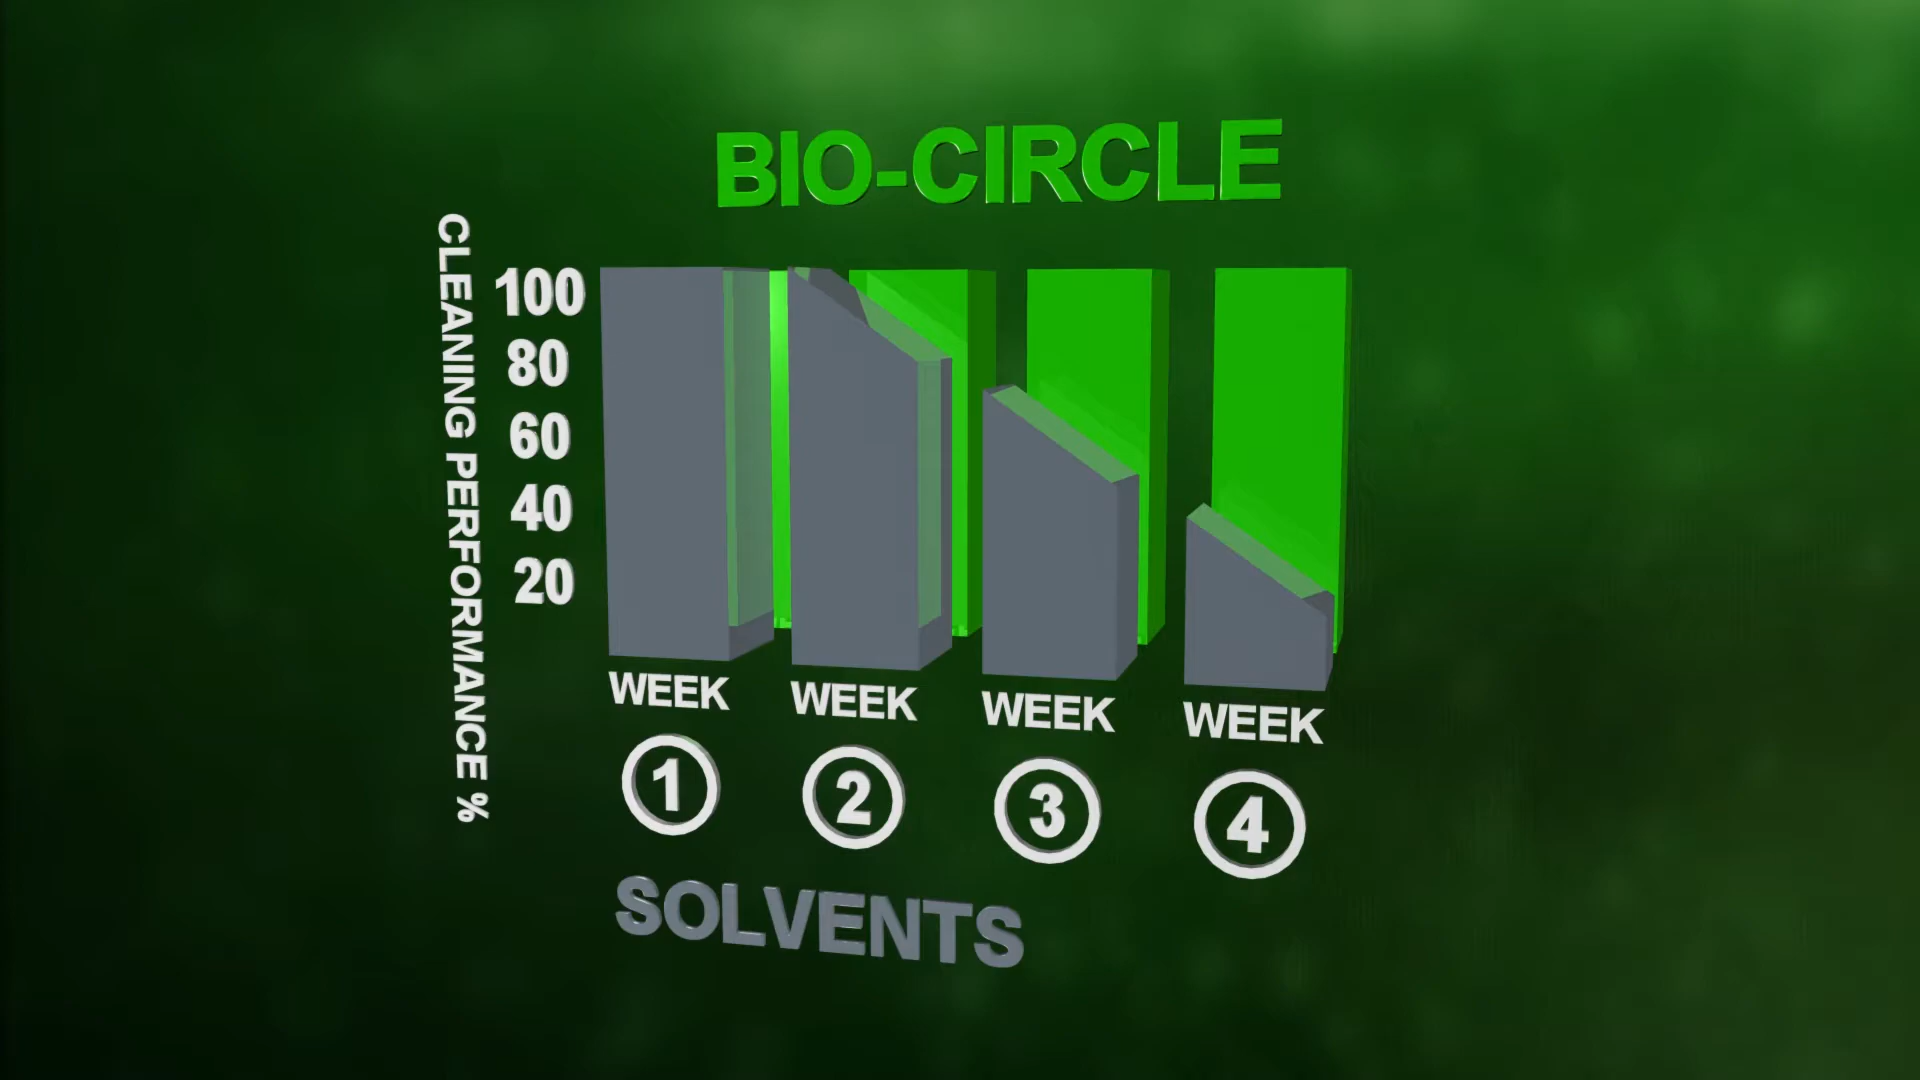 BIO-CIRCLE
CLEANING PERFORMANCE %
100
80
60
40
20
WEEK WEEK WEEK WEEK
1 2 3 4
SOLVENTS